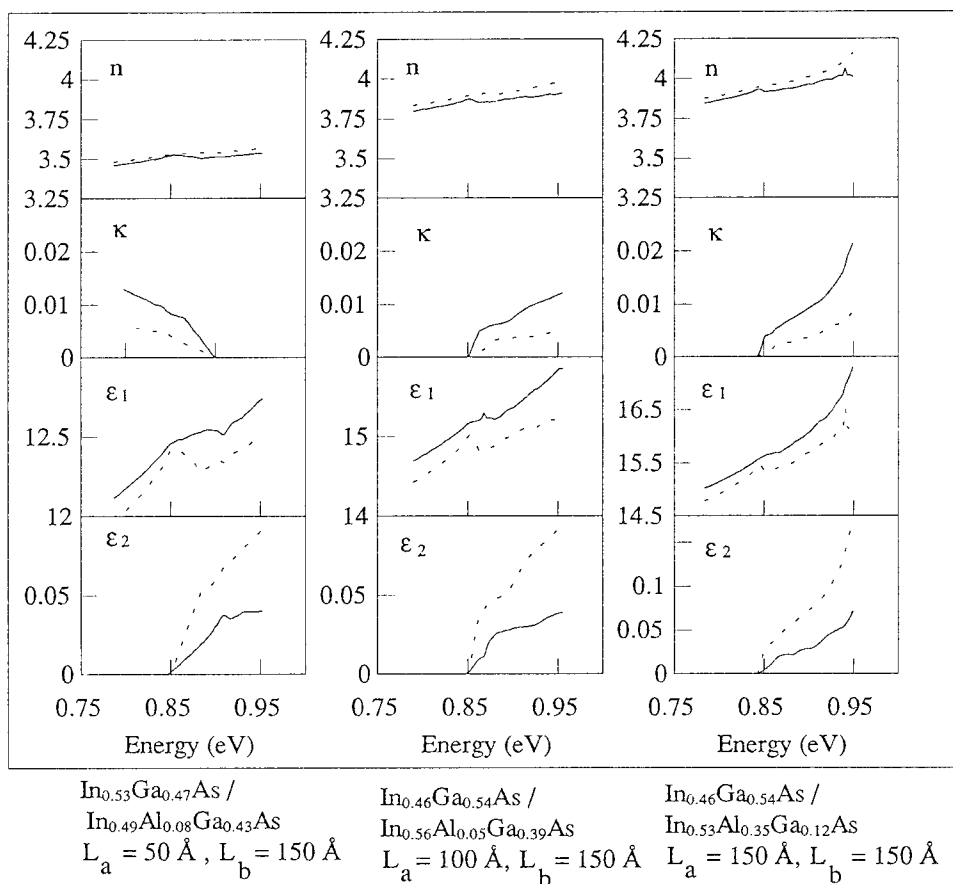 4.25
4
3.75
3.5
3.25
n
4.25
4
3.75
3.5
3.25
n
4.25
4
3.75
3.5
3.25
n
0.02
0.01
0
κ
0.02
0.01
0
κ
0.02
0.01
0
κ
12.5
12
ε1
15
14
ε1
16.5
15.5
14.5
ε1
0.05
0
ε2
0.05
0
ε2
0.1
0.05
0
ε2
0.75 0.85 0.95
Energy (eV)
0.75 0.85 0.95
Energy (eV)
0.75 0.85 0.95
Energy (eV)
In0.53Ga0.47As /
In0.49Al0.08Ga0.43As
La = 50 Å , Lb = 150 Å
In0.46Ga0.54As /
In0.56Al0.05Ga0.39As
La = 100 Å, Lb = 150 Å
In0.46Ga0.54As /
In0.53Al0.35Ga0.12As
La = 150 Å, Lb = 150 Å